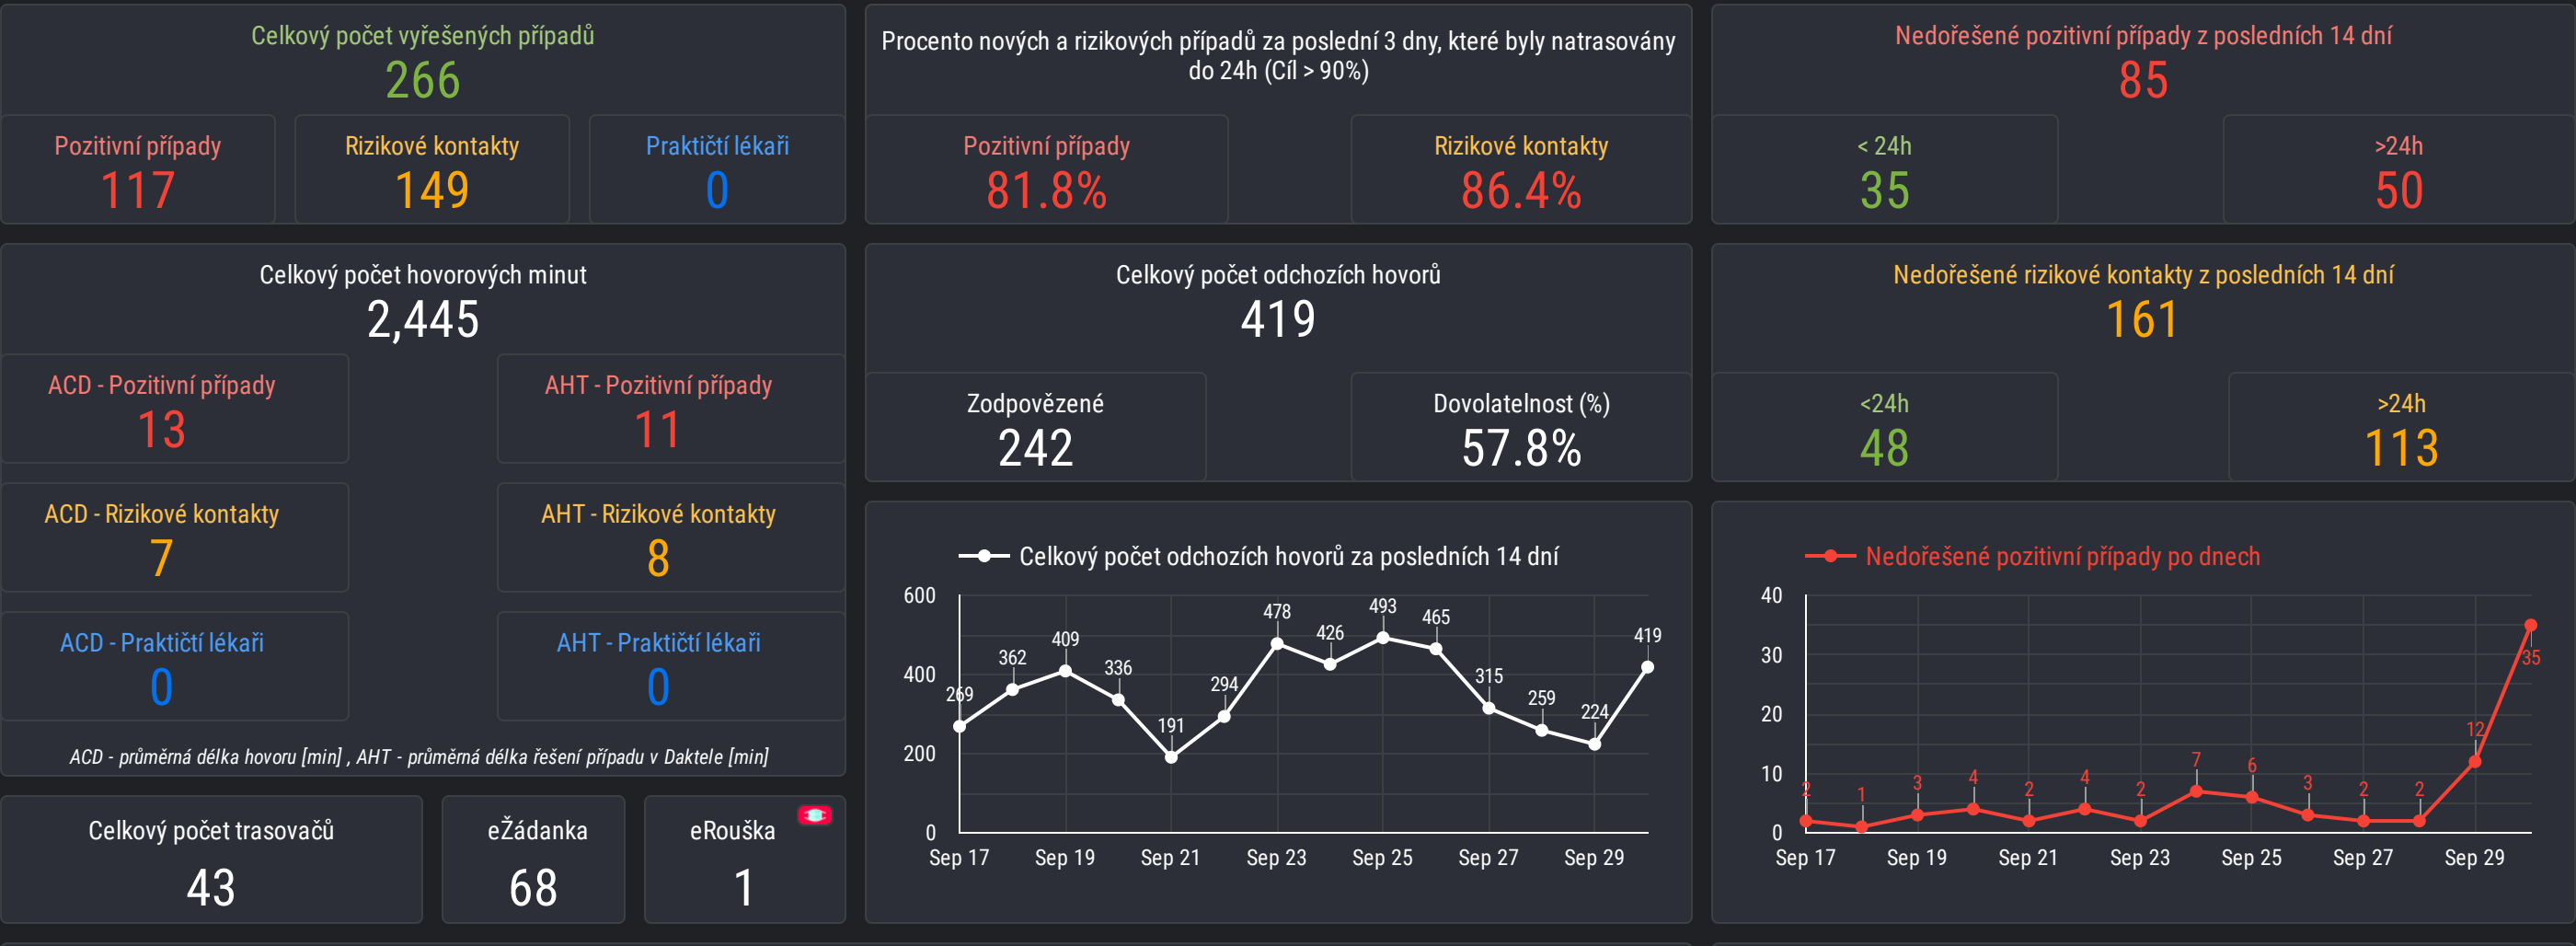 Celkový počet vyřešených případů
266
Pozitivní případy
117
Rizikové kontakty
149
Praktičtí lékaři
0
Procento nových a rizikových případů za poslední 3 dny, které byly natrasovány
do 24h (Cíl > 90%)
Pozitivní případy
81.8%
Rizikové kontakty
86.4%
Nedořešené pozitivní případy z posledních 14 dní
85
< 24h
35
>24h
50
Celkový počet hovorových minut
2,445
ACD - Pozitivní případy
13
AHT - Pozitivní případy
11
ACD - Rizikové kontakty
7
AHT - Rizikové kontakty
8
ACD - Praktičtí lékaři
0
AHT - Praktičtí lékaři
0
ACD - průměrná délka hovoru [min] , AHT - průměrná délka řešení případu v Daktele [min]
Celkový počet odchozích hovorů
419
Zodpovězené
242
Dovolatelnost (%)
57.8%
Nedořešené rizikové kontakty z posledních 14 dní
161
<24h
48
>24h
113
Celkový počet trasovačů
43
eŽádanka
68
eRouška
1
Celkový počet odchozích hovorů za posledních 14 dní
600
400
200
0
269
362
409
336
191
294
478
426
493
465
315
259
224
419
Sep 17
Sep 19
Sep 21
Sep 23
Sep 25
Sep 27
Sep 29
Nedořešené pozitivní případy po dnech
40
30
20
10
0
2
1
3
4
2
4
2
7
6
3
2
2
12
35
Sep 17
Sep 19
Sep 21
Sep 23
Sep 25
Sep 27
Sep 29